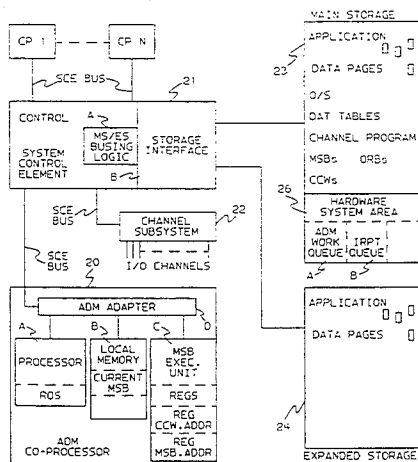 CP 1
CP N
SCE BUS
21
CONTROL
A
MS/ES
BUSING
LOGIC
B
STORAGE
INTERFACE
SYSTEM
CONTROL
ELEMENT
SCE
BUS
22
CHANNEL
SUBSYSTEM
I/O CHANNELS
SCE
BUS
20
ADM ADAPTER
D
A
PROCESSOR
ROS
B
LOCAL
MEMORY
CURRENT
MSB
C
MSB
EXEC.
UNIT
REGS
REG
CCW.ADDR
REG
MSB.ADDR
ADM
CO-PROCESSOR
MAIN STORAGE
APPLICATION
23
DATA PAGES
O/S
DAT TABLES
CHANNEL PROGRAM
MSBs ORBs
CCWs
26
HARDWARE
SYSTEM AREA
ADM
WORK
QUEUE
IRPT
QUEUE
A
B
APPLICATION
DATA PAGES
24
EXPANDED STORAGE